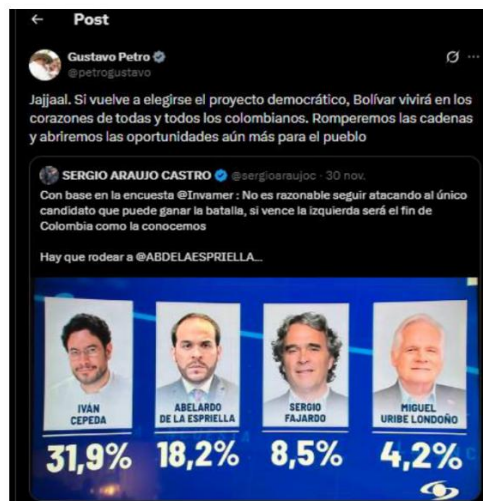 Post
Gustavo Petro
@petrogustavo
Jajjaal. Si vuelve a elegirse el proyecto democrático, Bolívar vivirá en los
corazones de todas y todos los colombianos. Romperemos las cadenas
y abriremos las oportunidades aún más para el pueblo
SERGIO ARAUJO CASTRO @sergioaraujoc · 30 nov.
Con base en la encuesta @Invamer : No es razonable seguir atacando al único
candidato que puede ganar la batalla, si vence la izquierda será el fin de
Colombia como la conocemos
Hay que rodear a @ABDELAESPRIELLA...
IVÁN
CEPEDA
31,9%
ABELARDO
DE LA ESPRIELLA
18,2%
SERGIO
FAJARDO
8,5%
MIGUEL
URIBE LONDOÑO
4,2%